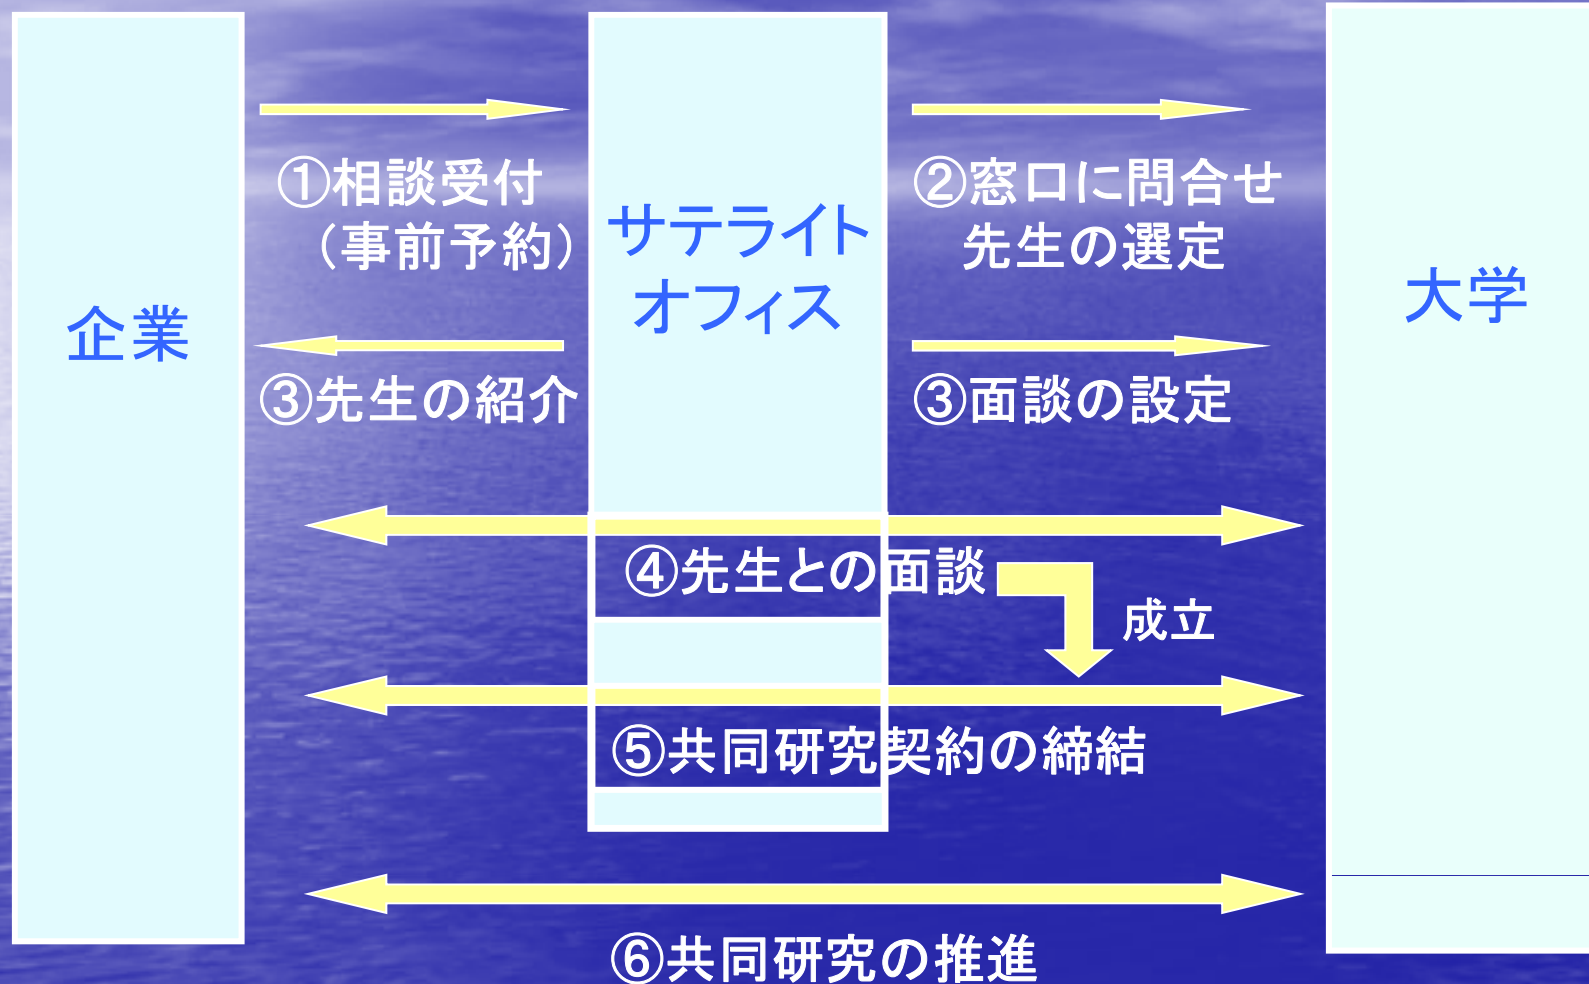 企業
①相談受付
（事前予約）
サテライト
オフィス
②窓口に問合せ
先生の選定
大学
③先生の紹介
③面談の設定
④先生との面談
成立
⑤共同研究契約の締結
⑥共同研究の推進